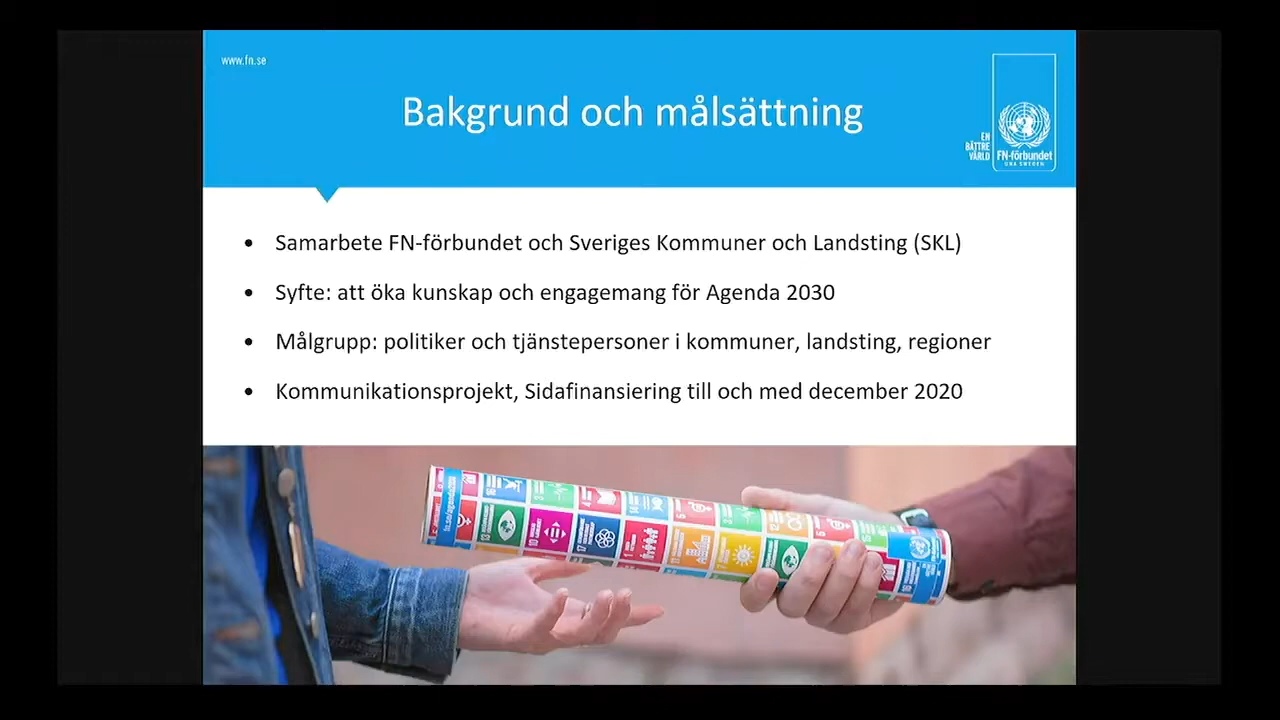 www.fn.se
Bakgrund och målsättning
EN
BÄTTRE
VÄRLD
FN-förbundet
UNA SWEDEN
• Samarbete FN-förbundet och Sveriges Kommuner och Landsting (SKL)
• Syfte: att öka kunskap och engagemang för Agenda 2030
• Målgrupp: politiker och tjänstepersoner i kommuner, landsting, regioner
• Kommunikationsprojekt, Sidafinansiering till och med december 2020